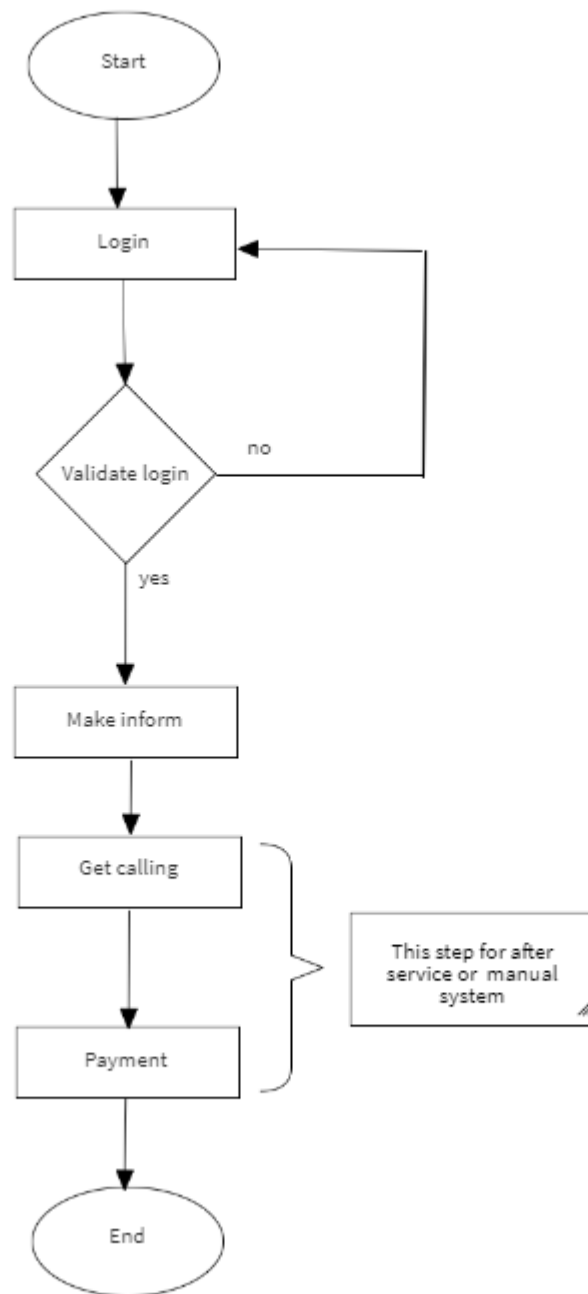 Start
Login
no
Validate login
yes
Make inform
Get calling
This step for after
service or manual
system
Payment
End